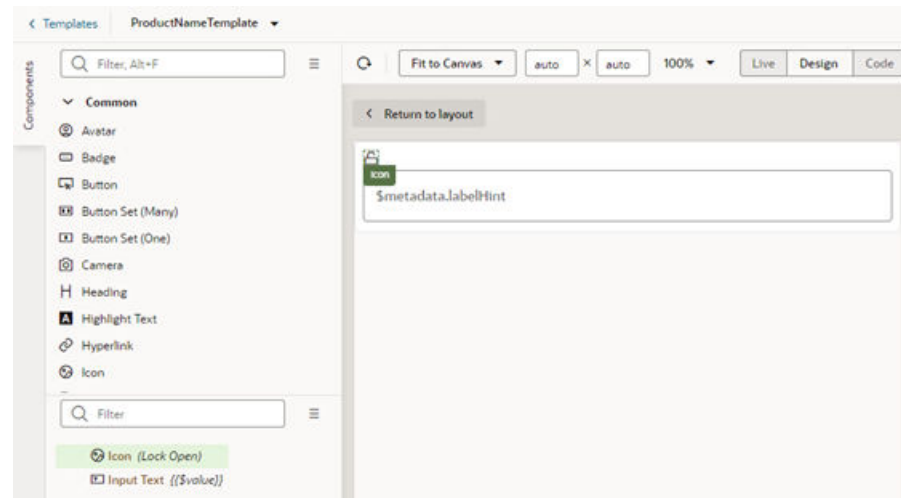 Templates ProductNameTemplate
Components
Filter, Alt+F
Fit to Canvas auto × auto 100% Live Design Code
Common
Return to layout
Avatar
Badge
Icon
Button
$metadata.labelHint
Button Set (Many)
Button Set (One)
Camera
Heading
Highlight Text
Hyperlink
Icon
Filter
Icon (Lock Open)
Input Text {{$value}}